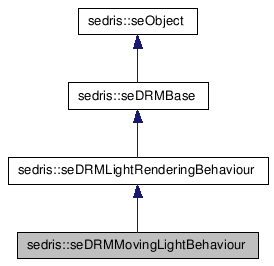 sedris::seObject
sedris::seDRMBase
sedris::seDRMLightRenderingBehaviour
sedris::seDRMMovingLightBehaviour